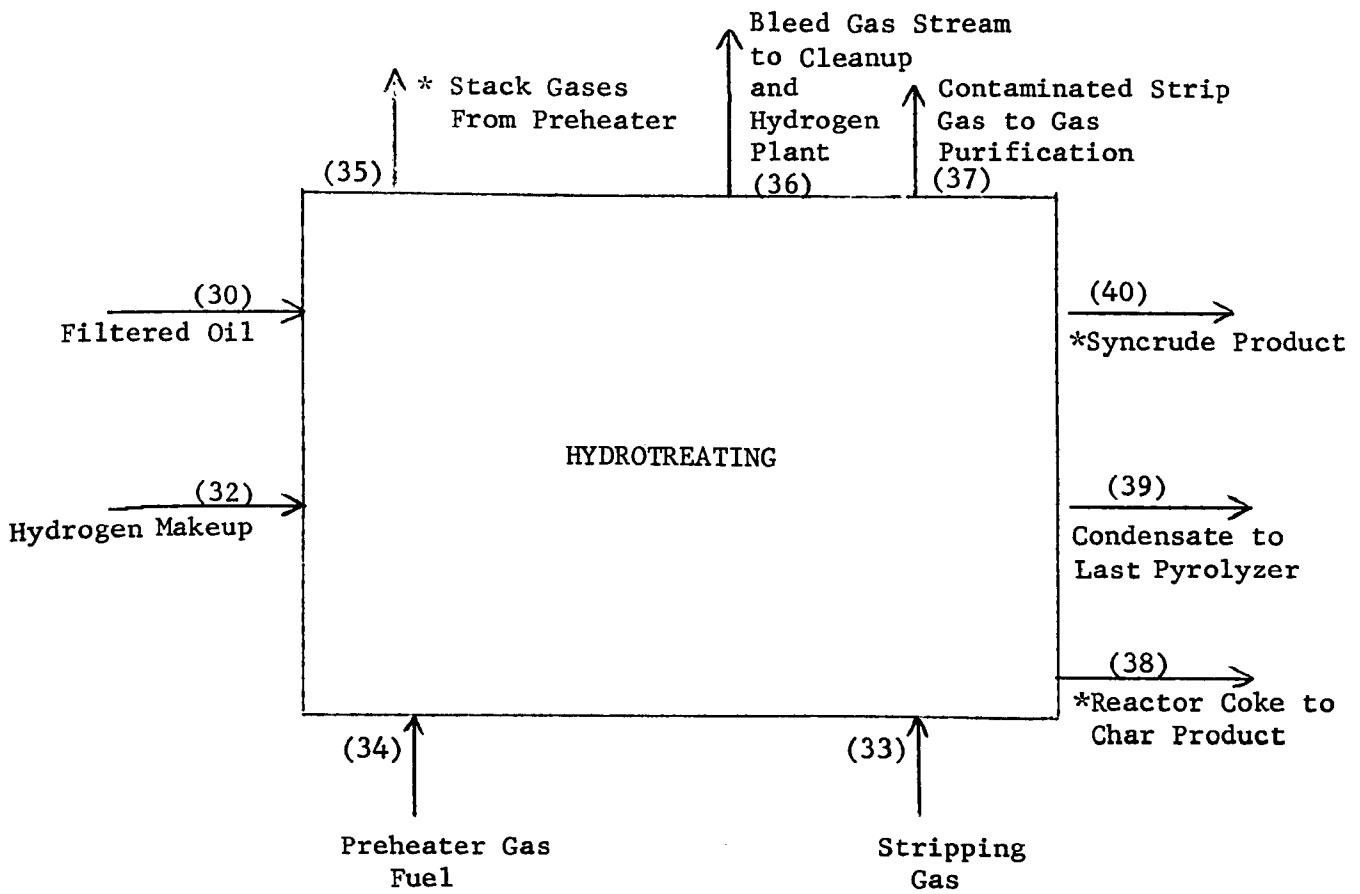 Bleed Gas Stream
to Cleanup
and
Hydrogen
Plant
(36)
* Stack Gases
From Preheater
(35)
Contaminated Strip
Gas to Gas
Purification
(37)
(30)
Filtered Oil
(40)
*Syncrude Product
HYDROTREATING
(32)
Hydrogen Makeup
(39)
Condensate to
Last Pyrolyzer
(38)
*Reactor Coke to
Char Product
(34)
(33)
Preheater Gas
Fuel
Stripping
Gas